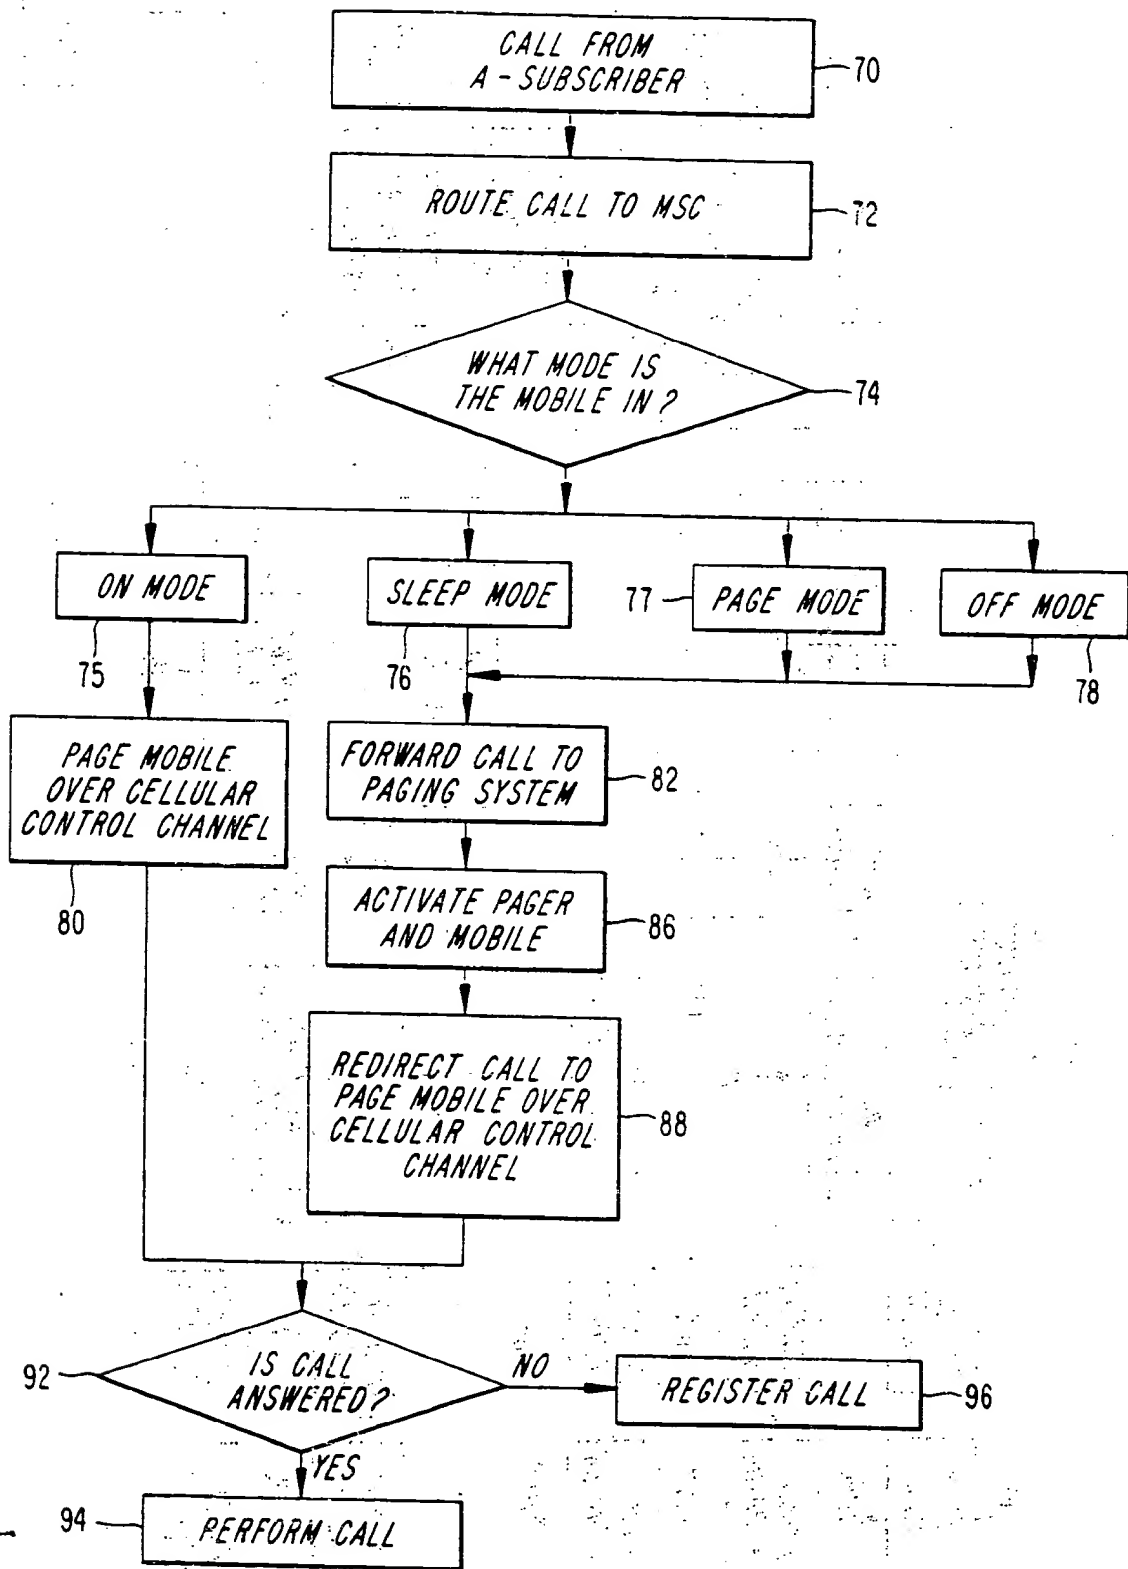 CALL FROM
A-SUBSCRIBER
70
ROUTE CALL TO MSC
72
WHAT MODE IS
THE MOBILE IN?
74
ON MODE
75
SLEEP MODE
76
77
PAGE MODE
OFF MODE
78
PAGE MOBILE
OVER CELLULAR
CONTROL CHANNEL
80
FORWARD CALL TO
PAGING SYSTEM
82
ACTIVATE PAGER
AND MOBILE
86
REDIRECT CALL TO
PAGE MOBILE OVER
CELLULAR CONTROL
CHANNEL
88
92
IS CALL
ANSWERED?
NO
REGISTER CALL
96
YES
94
PERFORM CALL